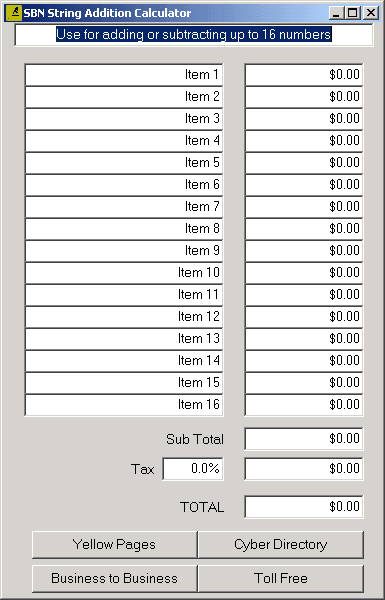 SBN String Addition Calculator
Use for adding or subtracting up to 16 numbers
Item 1 $0.00
Item 2 $0.00
Item 3 $0.00
Item 4 $0.00
Item 5 $0.00
Item 6 $0.00
Item 7 $0.00
Item 8 $0.00
Item 9 $0.00
Item 10 $0.00
Item 11 $0.00
Item 12 $0.00
Item 13 $0.00
Item 14 $0.00
Item 15 $0.00
Item 16 $0.00
Sub Total $0.00
Tax 0.0% $0.00
TOTAL $0.00
Yellow Pages Cyber Directory
Business to Business Toll Free